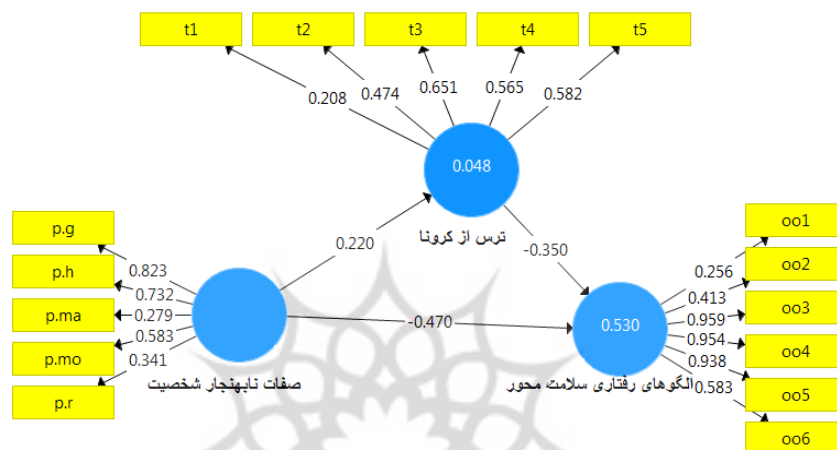 t1 t2 t3 t4 t5
0.208 0.474 0.651 0.565 0.582
0.048
ترس از کرونا
p.g
p.h
p.ma
p.mo
p.r
0.823
0.732
0.279
0.583
0.341
صفات نابهنجار شخصیت
0.220
-0.350
-0.470
0.530
الگوهای رفتاری سلامت محور
0.256
0.413
0.959
0.954
0.938
0.583
oo1
oo2
oo3
oo4
oo5
oo6